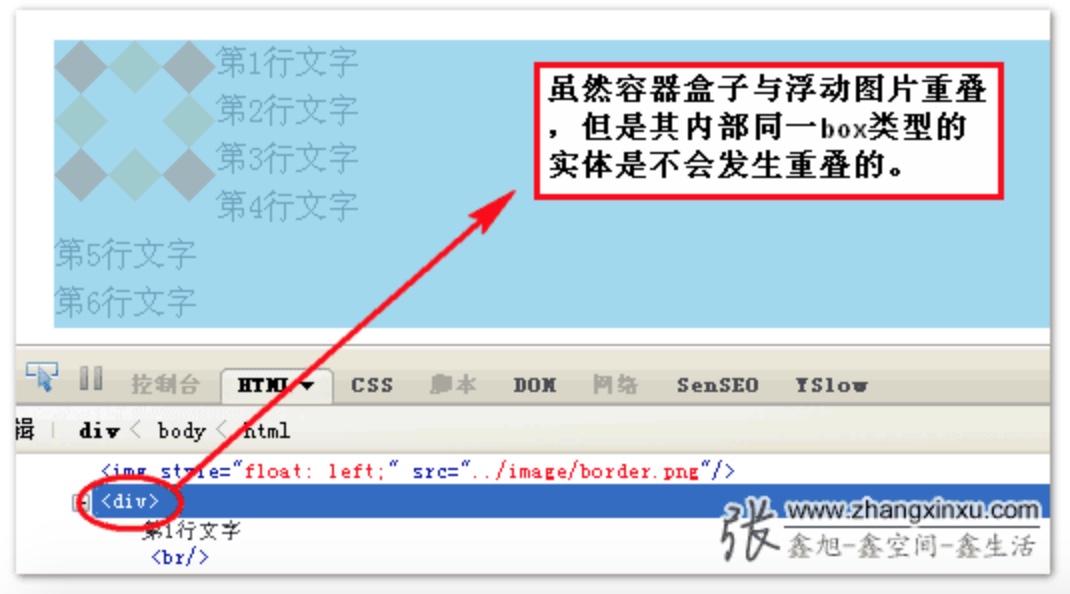 第1行文字
第2行文字
第3行文字
第4行文字
第5行文字
第6行文字
虽然容器盒子与浮动图片重叠
，但是其内部同一box类型的
实体是不会发生重叠的。
控制台 HTML CSS 脚本 DOM 网络 SenSEO YSlow
辑 div < body < html
<img style="float: left;" src="../image/border.png"/>
<div>
第1行文字
<br/>
张
www.zhangxinxu.com
鑫旭-鑫空间-鑫生活